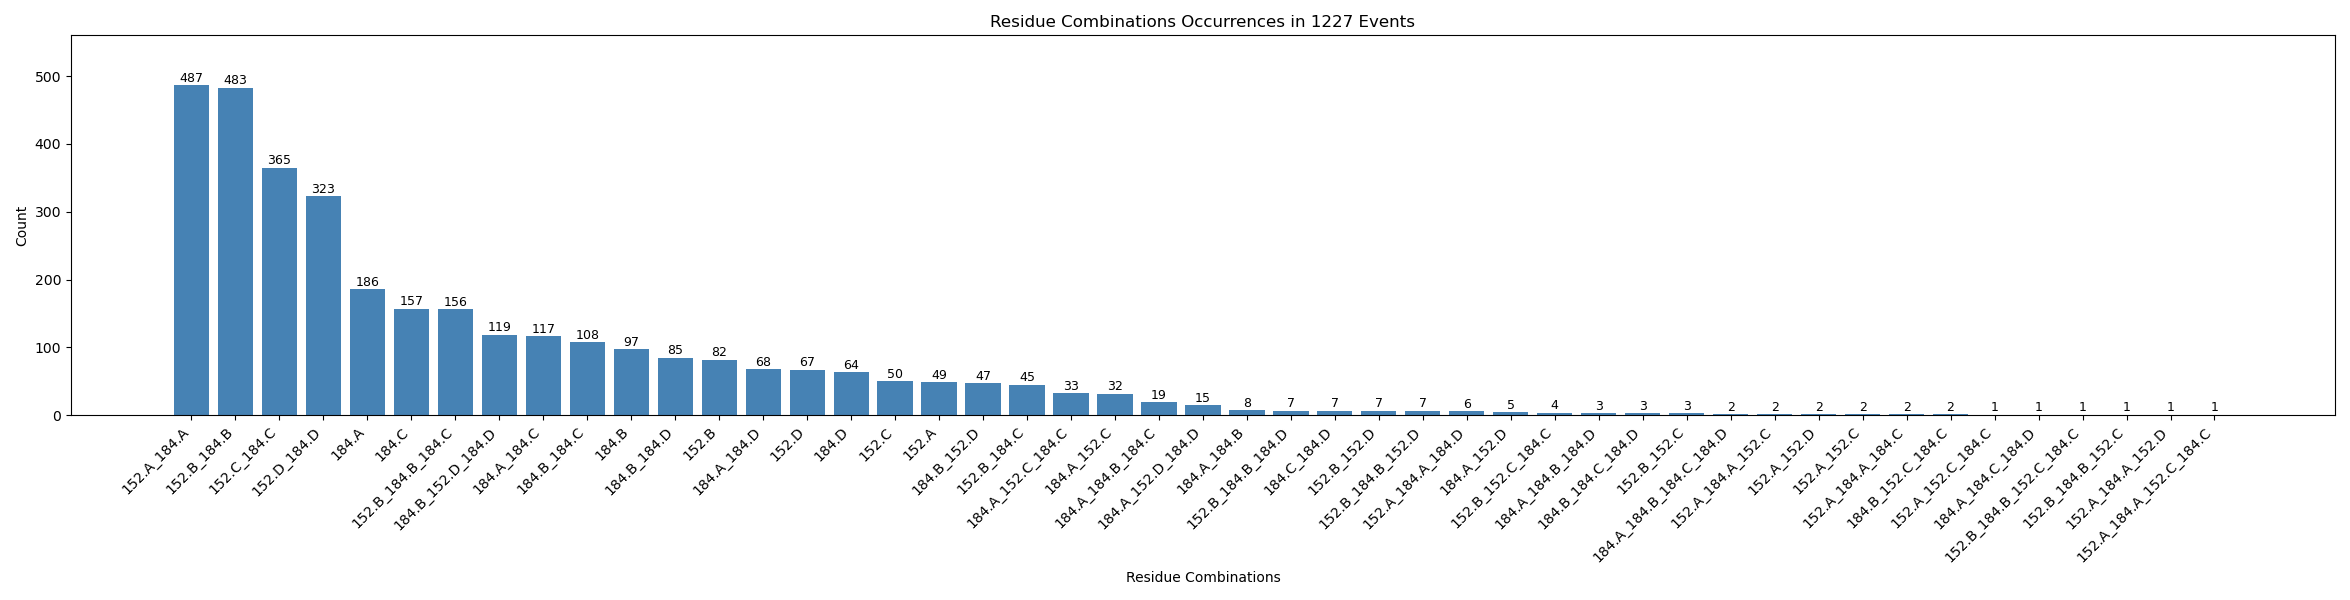 Residue Combinations Occurrences in 1227 Events
500
400
300
200
100
0
Count
487
483
365
323
186
157
156
119
117
108
97
85
82
68
67
64
50
49
47
45
33
32
19
15
8
7
7
7
7
6
5
4
3
3
3
2
2
2
2
2
2
1
1
1
1
1
1
152.A_184.A
152.B_184.B
152.C_184.C
152.D_184.D
184.A
184.C
152.B_184.B_184.C
184.B_152.D_184.D
184.A_184.C
184.B_184.C
184.B
184.B_184.D
152.B
184.A_184.D
152.D
184.D
152.C
152.A
184.B_152.D
152.B_184.C
184.A_152.C_184.C
184.A_152.C
184.A_184.B_184.C
184.A_152.D_184.D
184.A_184.B
152.B_184.B_184.D
184.C_184.D
152.B_152.D
152.B_184.B_152.D
152.A_184.A_184.D
184.A_152.D
152.B_152.C_184.C
184.A_184.B_184.D
184.B_184.C_184.D
152.B_152.C
184.A_184.B_184.C_184.D
152.A_184.A_152.C
152.A_152.D
152.A_152.C
152.A_184.A_184.C
184.B_152.C_184.C
152.A_152.C_184.C
184.A_184.C_184.D
152.B_184.B_152.C_184.C
152.B_184.B_152.C
152.A_184.A_152.D
152.A_184.A_152.C_184.C
Residue Combinations